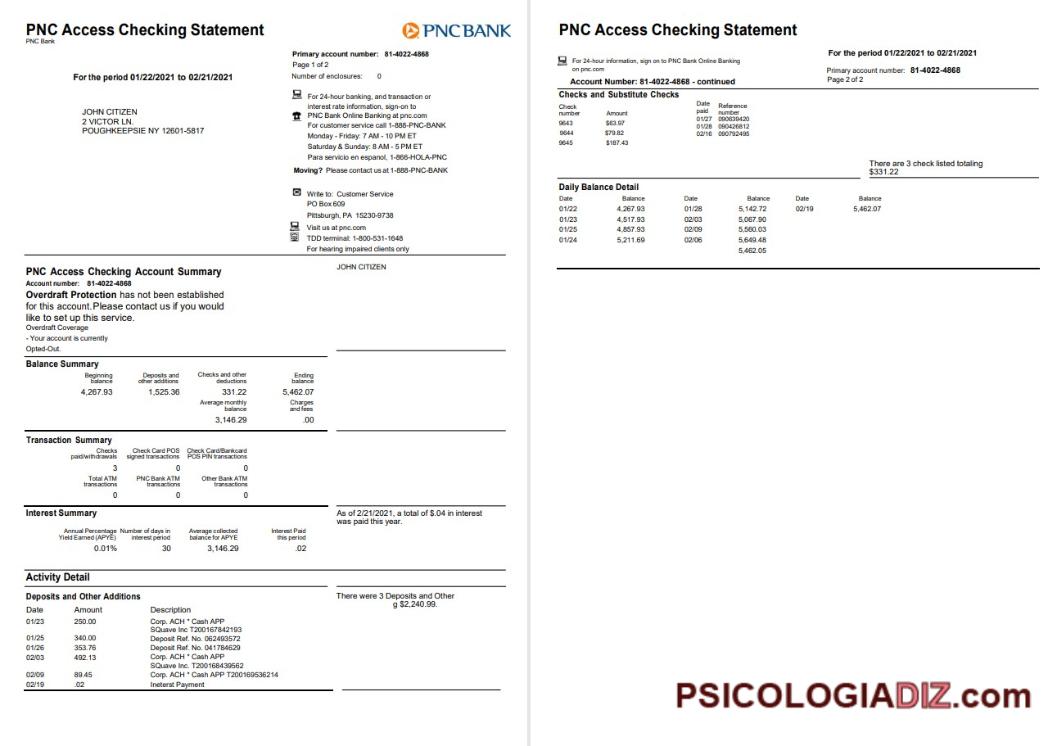 PNC Access Checking Statement
PNC Bank
PNCBANK
Primary account number: 81-4022-4868
Page 1 of 2
Number of enclosures: 0
For the period 01/22/2021 to 02/21/2021
JOHN CITIZEN
2 VICTOR LN.
POUGHKEEPSIE NY 12601-5817
For 24-hour banking, and transaction or
interest rate information, sign-on to
PNC Bank Online Banking at pnc.com
For customer service call 1-888-PNC-BANK
Monday - Friday: 7 AM - 10 PM ET
Saturday & Sunday: 8 AM - 5 PM ET
Para servicio en espanol, 1-866-HOLA-PNC
Moving? Please contact us at 1-888-PNC-BANK
Write to: Customer Service
PO Box 609
Pittsburgh, PA 15230-9738
Visit us at pnc.com
TDD terminal: 1-800-531-1648
For hearing impaired clients only
PNC Access Checking Account Summary
Account number: 81-4022-4868
Overdraft Protection has not been established
for this account.Please contact us if you would
like to set up this service.
Overdraft Coverage
- Your account is currently
Opted-Out.
JOHN CITIZEN
Balance Summary
Beginning balance Deposits and other additions Checks and other deductions Ending balance
4,267.93 1,525.36 331.22 5,462.07
Average monthly balance Charges and fees
3,146.29 .00
Transaction Summary
Checks paid/withdrawals Check Card POS signed transactions Check Card/Bankcard POS PIN transactions
3 0 0
Total ATM transactions PNC Bank ATM transactions Other Bank ATM transactions
0 0 0
Interest Summary
As of 2/21/2021, a total of $.04 in interest
was paid this year.
Annual Percentage Yield Earned (APYE) Number of days in interest period Average collected balance for APYE Interest Paid this period
0.01% 30 3,146.29 .02
Activity Detail
Deposits and Other Additions
There were 3 Deposits and Other
g $2,240.99.
Date Amount Description
01/23 250.00 Corp. ACH * Cash APP
SQuave Inc T200167842193
01/25 340.00 Deposit Ref. No. 062493572
01/26 353.76 Deposit Ref. No. 041784629
02/03 492.13 Corp. ACH * Cash APP
SQuave Inc. T200168439562
02/09 89.45 Corp. ACH * Cash APP T200169536214
02/19 .02 Ineterst Payment
PNC Access Checking Statement
For 24-hour information, sign on to PNC Bank Online Banking
on pnc.com
Account Number: 81-4022-4868 - continued
For the period 01/22/2021 to 02/21/2021
Primary account number: 81-4022-4868
Page 2 of 2
Checks and Substitute Checks
Check number Amount Date paid Reference number
9643 $63.97 01/27 090839420
9644 $79.82 01/28 090426812
9645 $187.43 02/16 090792495
There are 3 check listed totaling
$331.22
Daily Balance Detail
Date Balance Date Balance Date Balance
01/22 4,267.93 01/28 5,142.72 02/19 5,462.07
01/23 4,517.93 02/03 5,067.90
01/25 4,857.93 02/09 5,560.03
01/24 5,211.69 02/06 5,649.48
5,462.05
PSICOLOGIADIZ.com